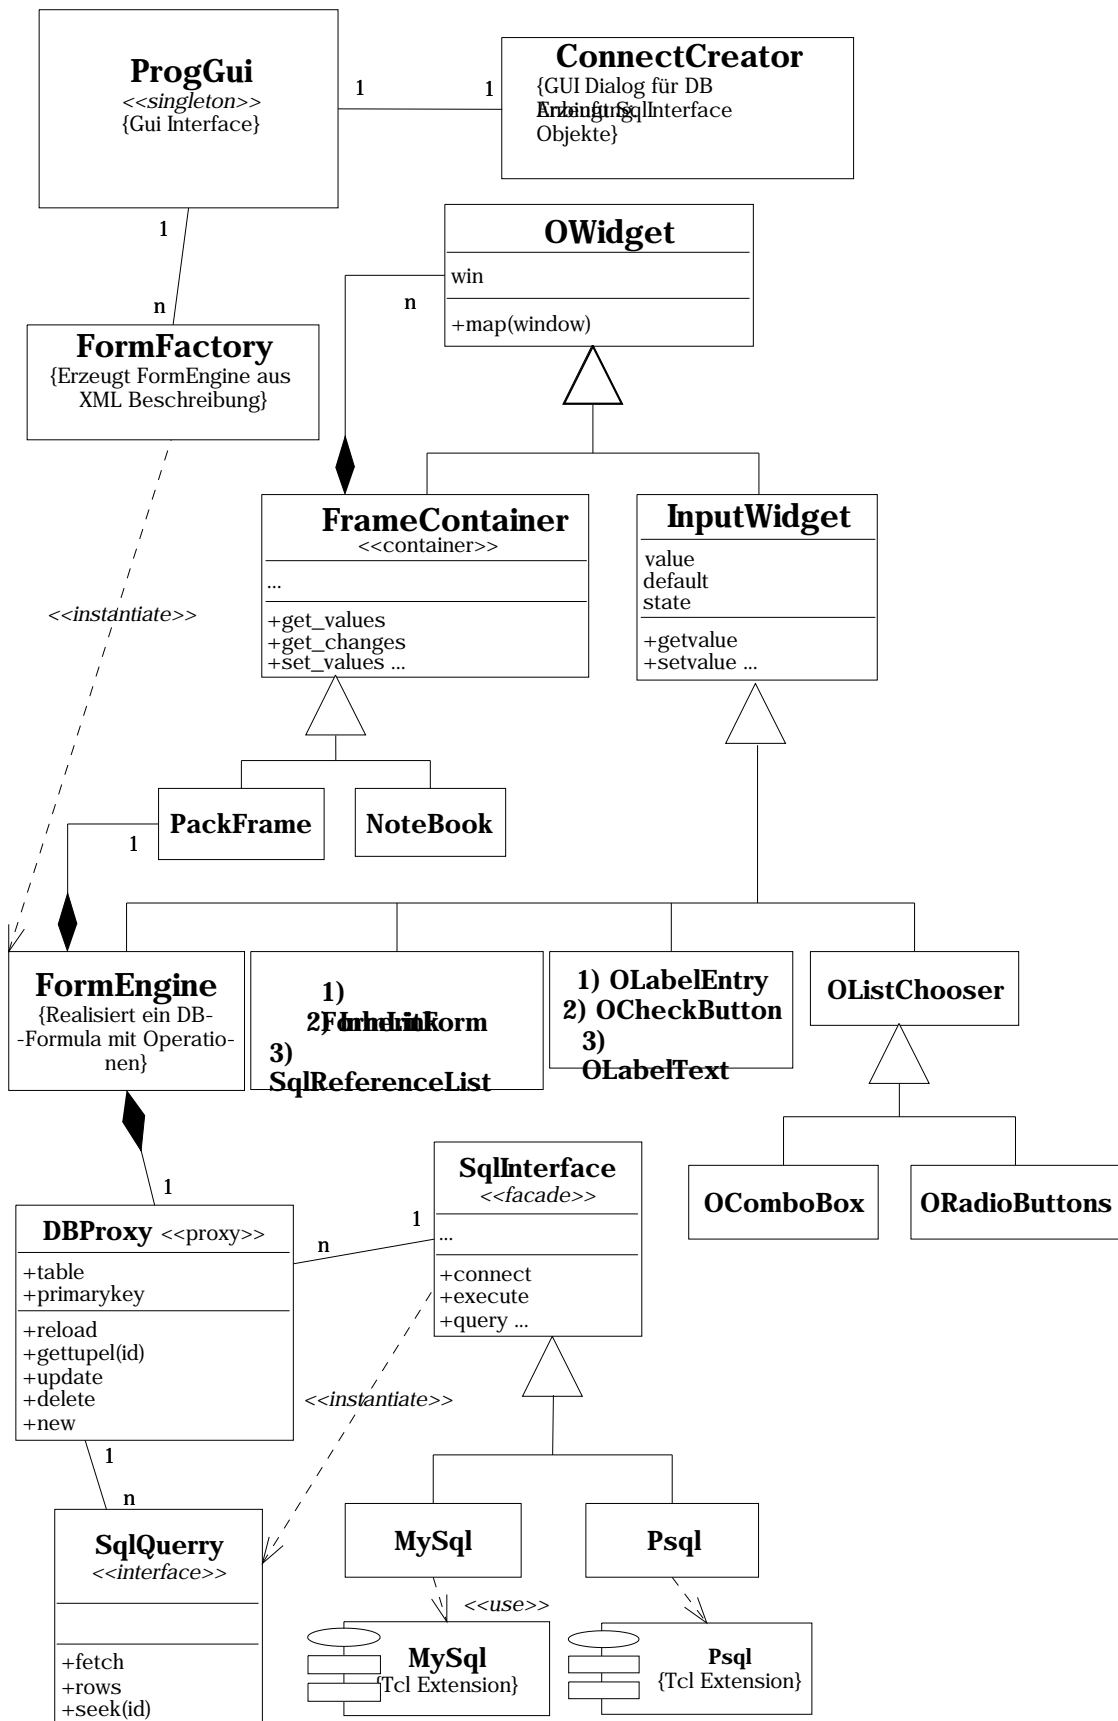 ProgGui
<<singleton>>
{Gui Interface}
1
1
ConnectCreator
{GUI Dialog für DB
SqlInterface
Objekte}
1
n
OWidget
win
+map(window)
n
FormFactory
{Erzeugt FormEngine aus
XML Beschreibung}
<<instantiate>>
FrameContainer
<<container>>
...
+get_values
+get_changes
+set_values ...
InputWidget
value
default
state
+getvalue
+setvalue ...
PackFrame
NoteBook
1
FormEngine
{Realisiert ein DB-
-Formula mit Operatio-
nen}
1)
2)
3)
SqlReferenceList
1) OLabelEntry
2) OCheckButton
3)
OLabelText
OListChooser
OComboBox
ORadioButtons
1
DBProxy <<proxy>>
+table
+primarykey
+reload
+gettupel(id)
+update
+delete
+new
n
1
SqlInterface
<<facade>>
...
+connect
+execute
+query ...
<<instantiate>>
1
n
SqlQuerry
<<interface>>
+fetch
+rows
+seek(id)
MySql
Psql
<<use>>
MySql
{Tcl Extension}
Psql
{Tcl Extension}